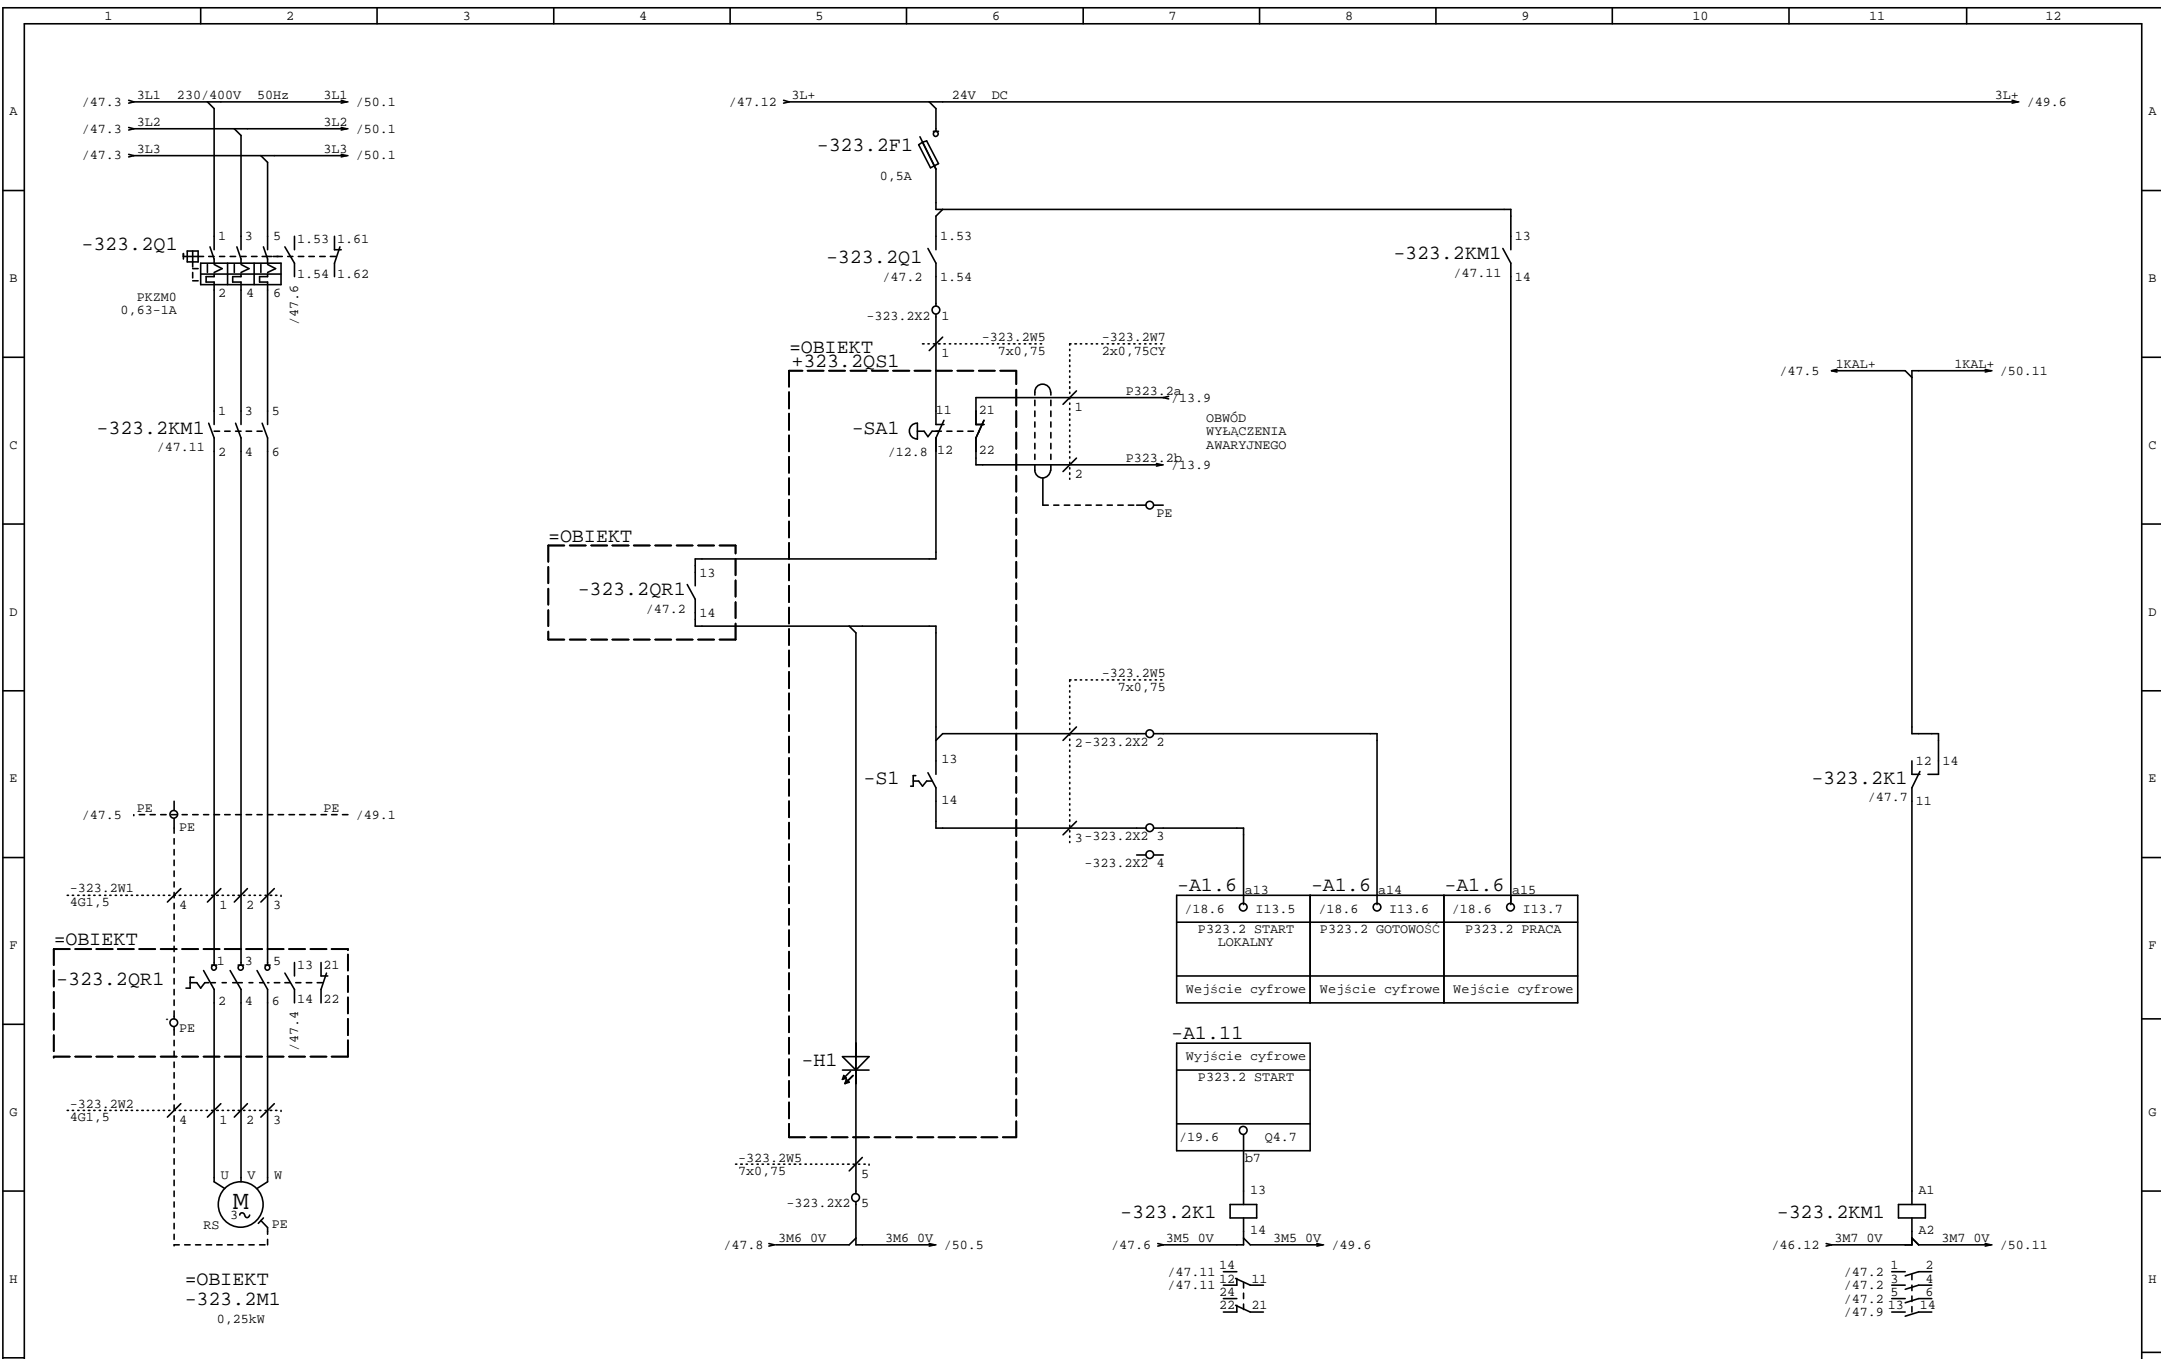 1 2 3 4 5 6 7 8 9 10 11 12
A
/47.3 3L1 230/400V 50Hz 3L1 /50.1
/47.3 3L2 3L2 /50.1
/47.3 3L3 3L3 /50.1
/47.12 3L+ 24V DC 3L+ /49.6
A
-323.2F1
0,5A
B
-323.2Q1
1 3 5 1.53 1.61
2 4 6 1.54 1.62
PKZM0
0,63-1A
/47.6
-323.2Q1
/47.2
1.53
1.54
-323.2KM1
/47.11
13
14
B
-323.2X2 1
-323.2W5
7x0,75
1
-323.2W7
2x0,75CY
=OBIEKT
+323.2QS1
/47.5 1KAL+ 1KAL+ /50.11
C
-323.2KM1
/47.11
1 3 5
2 4 6
-SA1
/12.8
11 21
12 22
P323.2a
/13.9
1
OBWÓD
WYŁĄCZENIA
AWARYJNEGO
P323.2b
/13.9
2
PE
C
D
=OBIEKT
-323.2QR1
/47.2
13
14
D
-323.2W5
7x0,75
2 -323.2X2 2
E
-S1
13
14
3 -323.2X2 3
-323.2X2 4
-323.2K1
/47.7
12 14
11
E
/47.5 PE PE /49.1
PE
-323.2W1
4G1,5
4 1 2 3
F
=OBIEKT
-323.2QR1
1 3 5 13 21
2 4 6 14 22
PE
/47.4
-A1.6 a13 -A1.6 a14 -A1.6 a15
/18.6 I13.5 /18.6 I13.6 /18.6 I13.7
P323.2 START
LOKALNY
P323.2 GOTOWOŚĆ
P323.2 PRACA
Wejście cyfrowe Wejście cyfrowe Wejście cyfrowe
F
G
-323.2W2
4G1,5
4 1 2 3
-H1
-A1.11
Wyjście cyfrowe
P323.2 START
/19.6 Q4.7
b7
G
-323.2W5
7x0,75
5
-323.2X2 5
U V W
M
3~
RS
PE
/47.8 3M6 0V 3M6 0V /50.5
-323.2K1
13
14
/47.6 3M5 0V 3M5 0V /49.6
-323.2KM1
A1
A2
/46.12 3M7 0V 3M7 0V /50.11
H
=OBIEKT
-323.2M1
0,25kW
/47.11 14
/47.11 12 11
24
22 21
/47.2 1 2
/47.2 3 4
/47.2 5 6
/47.9 13 14
H